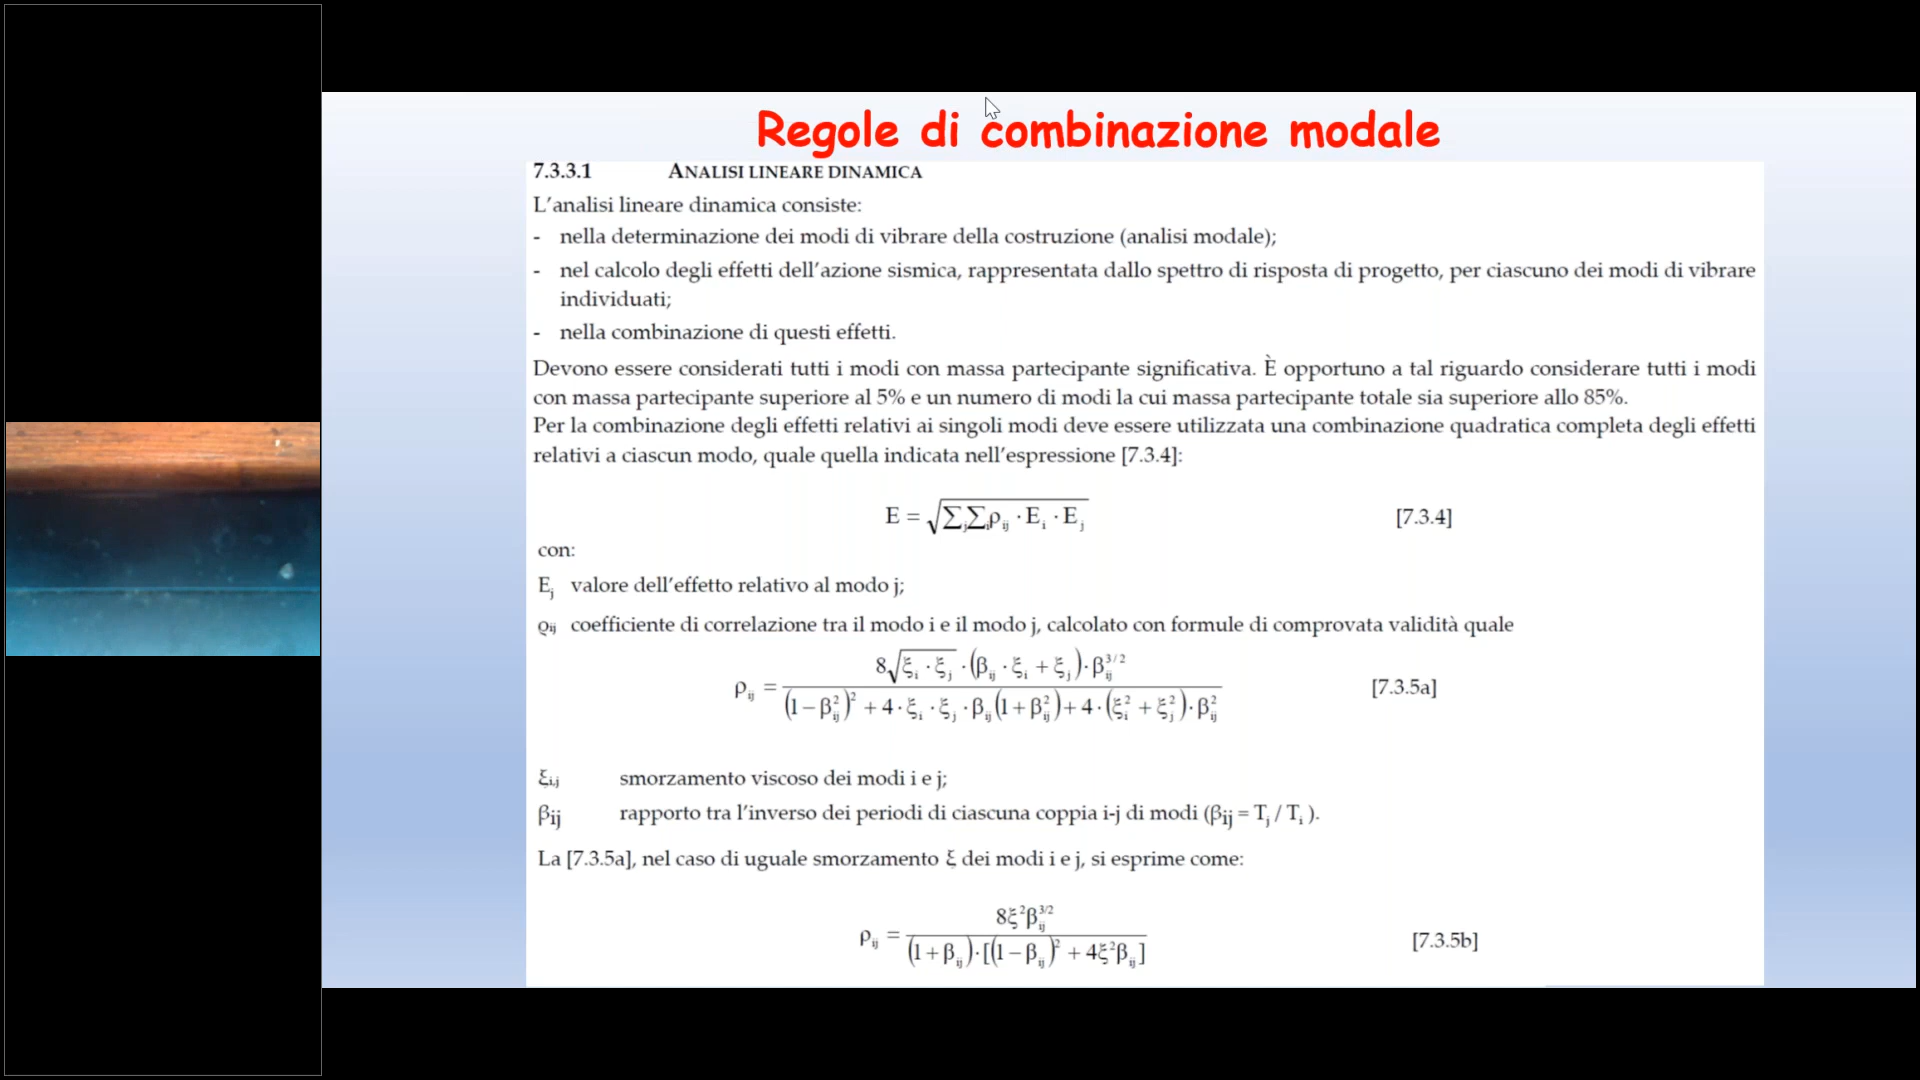 Regole di combinazione modale
7.3.3.1 ANALISI LINEARE DINAMICA
L'analisi lineare dinamica consiste:
- nella determinazione dei modi di vibrare della costruzione (analisi modale);
- nel calcolo degli effetti dell'azione sismica, rappresentata dallo spettro di risposta di progetto, per ciascuno dei modi di vibrare
individuati;
- nella combinazione di questi effetti.
Devono essere considerati tutti i modi con massa partecipante significativa. È opportuno a tal riguardo considerare tutti i modi
con massa partecipante superiore al 5% e un numero di modi la cui massa partecipante totale sia superiore allo 85%.
Per la combinazione degli effetti relativi ai singoli modi deve essere utilizzata una combinazione quadratica completa degli effetti
relativi a ciascun modo, quale quella indicata nell'espressione [7.3.4]:
E = √(∑_j ∑_i ρ_ij · E_i · E_j) [7.3.4]
con:
E_j valore dell'effetto relativo al modo j;
ϱ_ij coefficiente di correlazione tra il modo i e il modo j, calcolato con formule di comprovata validità quale
ρ_ij = 8√(ξ_i · ξ_j) · (β_ij · ξ_i + ξ_j) · β_ij^3/2 / (1 − β_ij^2)^2 + 4 · ξ_i · ξ_j · β_ij (1 + β_ij^2) + 4 · (ξ_i^2 + ξ_j^2) · β_ij^2 [7.3.5a]
ξ_i,j smorzamento viscoso dei modi i e j;
β_ij rapporto tra l'inverso dei periodi di ciascuna coppia i-j di modi (β_ij = T_j / T_i ).
La [7.3.5a], nel caso di uguale smorzamento ξ dei modi i e j, si esprime come:
ρ_ij = 8ξ^2 β_ij^3/2 / (1 + β_ij) · [(1 − β_ij)^2 + 4ξ^2 β_ij] [7.3.5b]